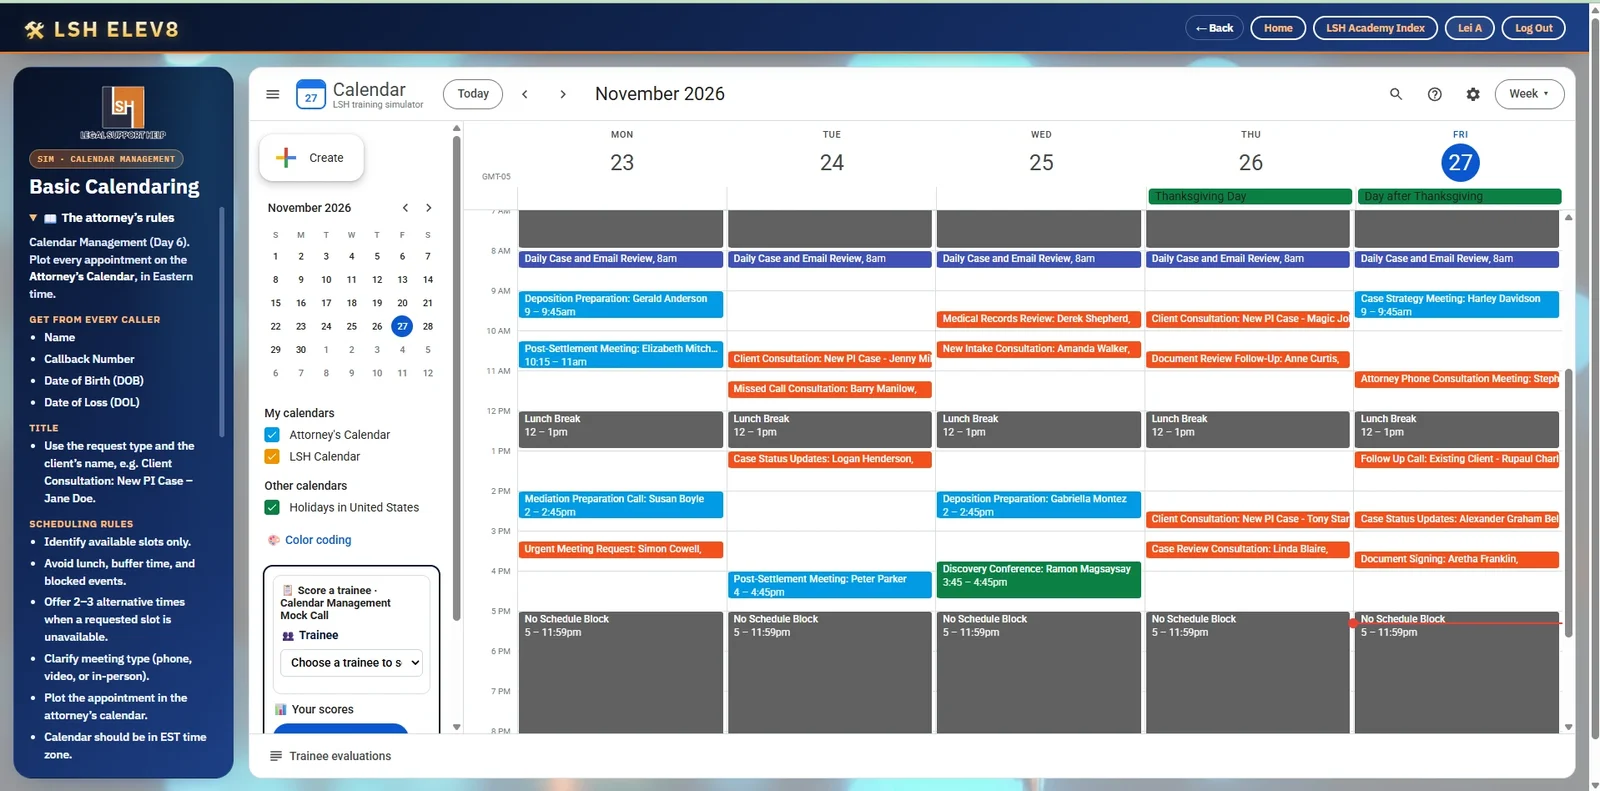 LSH ELEV8
← Back
Home
LSH Academy Index
Lei A
Log Out
LSH
LEGAL SUPPORT HELP
SIM - CALENDAR MANAGEMENT
Basic Calendaring
The attorney's rules
Calendar Management (Day 6).
Plot every appointment on the
Attorney's Calendar, in Eastern
time.
GET FROM EVERY CALLER
Name
Callback Number
Date of Birth (DOB)
Date of Loss (DOL)
TITLE
Use the request type and the
client's name, e.g. Client
Consultation: New PI Case –
Jane Doe.
SCHEDULING RULES
Identify available slots only.
Avoid lunch, buffer time, and
blocked events.
Offer 2–3 alternative times
when a requested slot is
unavailable.
Clarify meeting type (phone,
video, or in-person).
Plot the appointment in the
attorney's calendar.
Calendar should be in EST time
zone.
27
Calendar
LSH training simulator
Today
November 2026
Week
Create
November 2026
S M T W T F S
1 2 3 4 5 6 7
8 9 10 11 12 13 14
15 16 17 18 19 20 21
22 23 24 25 26 27 28
29 30 1 2 3 4 5
6 7 8 9 10 11 12
My calendars
Attorney's Calendar
LSH Calendar
Other calendars
Holidays in United States
Color coding
Score a trainee ·
Calendar Management
Mock Call
Trainee
Choose a trainee to s
Your scores
Trainee evaluations
GMT-05
MON TUE WED THU FRI
23 24 25 26 27
Thanksgiving Day
Day after Thanksgiving
7 AM
8 AM
9 AM
10 AM
11 AM
12 PM
1 PM
2 PM
3 PM
4 PM
5 PM
6 PM
7 PM
8 PM
Daily Case and Email Review, 8am
Deposition Preparation: Gerald Anderson
9 – 9:45am
Post-Settlement Meeting: Elizabeth Mitch...
10:15 – 11am
Lunch Break
12 – 1pm
Mediation Preparation Call: Susan Boyle
2 – 2:45pm
Urgent Meeting Request: Simon Cowell,
No Schedule Block
5 – 11:59pm
Daily Case and Email Review, 8am
Client Consultation: New PI Case - Jenny Mil
Missed Call Consultation: Barry Manilow,
Lunch Break
12 – 1pm
Case Status Updates: Logan Henderson,
Post-Settlement Meeting: Peter Parker
4 – 4:45pm
No Schedule Block
5 – 11:59pm
Daily Case and Email Review, 8am
Medical Records Review: Derek Shepherd,
New Intake Consultation: Amanda Walker,
Lunch Break
12 – 1pm
Deposition Preparation: Gabriella Montez
2 – 2:45pm
Discovery Conference: Ramon Magsaysay
3:45 – 4:45pm
No Schedule Block
5 – 11:59pm
Daily Case and Email Review, 8am
Client Consultation: New PI Case - Magic Jo
Document Review Follow-Up: Anne Curtis,
Lunch Break
12 – 1pm
Client Consultation: New PI Case - Tony Star
Case Review Consultation: Linda Blaire,
No Schedule Block
5 – 11:59pm
Daily Case and Email Review, 8am
Case Strategy Meeting: Harley Davidson
9 – 9:45am
Attorney Phone Consultation Meeting: Steph
Lunch Break
12 – 1pm
Follow Up Call: Existing Client - Rupaul Charl
Case Status Updates: Alexander Graham Bel
Document Signing: Aretha Franklin,
No Schedule Block
5 – 11:59pm